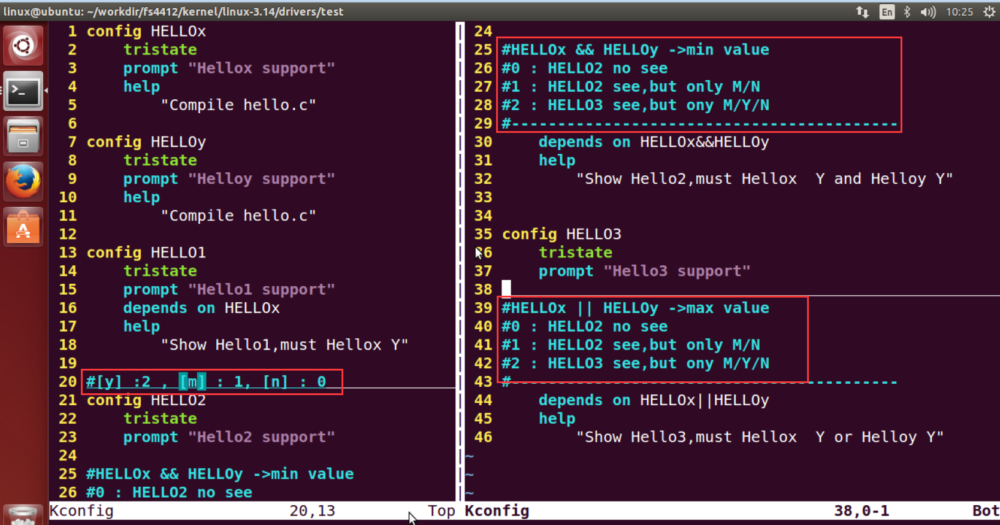 linux@ubuntu: ~/workdir/fs4412/kernel/linux-3.14/drivers/test
En
10:25
1 config HELLOx
2 tristate
3 prompt "Hellox support"
4 help
5 "Compile hello.c"
6
7 config HELLOy
8 tristate
9 prompt "Helloy support"
10 help
11 "Compile hello.c"
12
13 config HELLO1
14 tristate
15 prompt "Hello1 support"
16 depends on HELLOx
17 help
18 "Show Hello1,must Hellox Y"
19
20 #[y] :2 , [m] : 1, [n] : 0
21 config HELLO2
22 tristate
23 prompt "Hello2 support"
24
25 #HELLOx && HELLOy ->min value
26 #0 : HELLO2 no see
Kconfig 20,13 Top
24
25 #HELLOx && HELLOy ->min value
26 #0 : HELLO2 no see
27 #1 : HELLO2 see,but only M/N
28 #2 : HELLO3 see,but ony M/Y/N
29 #------------------------------------------
30 depends on HELLOx&&HELLOy
31 help
32 "Show Hello2,must Hellox  Y and Helloy Y"
33
34
35 config HELLO3
36 tristate
37 prompt "Hello3 support"
38
39 #HELLOx || HELLOy ->max value
40 #0 : HELLO2 no see
41 #1 : HELLO2 see,but only M/N
42 #2 : HELLO3 see,but ony M/Y/N
43 #------------------------------------------
44 depends on HELLOx||HELLOy
45 help
46 "Show Hello3,must Hellox  Y or Helloy Y"
~
~
~
Kconfig 38,0-1 Bot